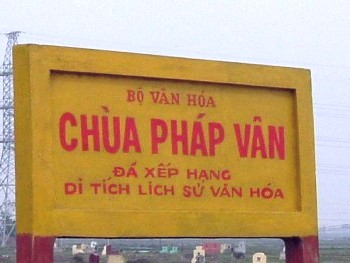 BỘ VĂN HÓA
CHÙA PHÁP VÂN
ĐÃ XẾP HẠNG
DI TÍCH LỊCH SỬ VĂN HÓA